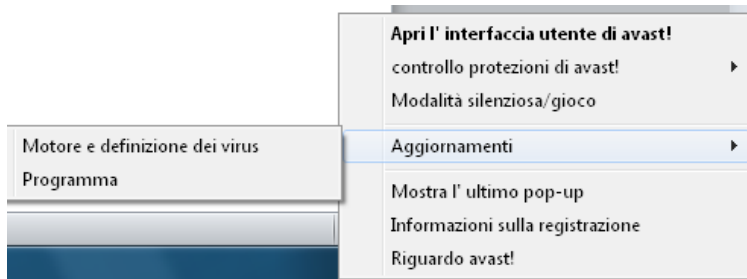 Apri l' interfaccia utente di avast!
controllo protezioni di avast!
Modalità silenziosa/gioco
Aggiornamenti
Motore e definizione dei virus
Programma
Mostra l' ultimo pop-up
Informazioni sulla registrazione
Riguardo avast!